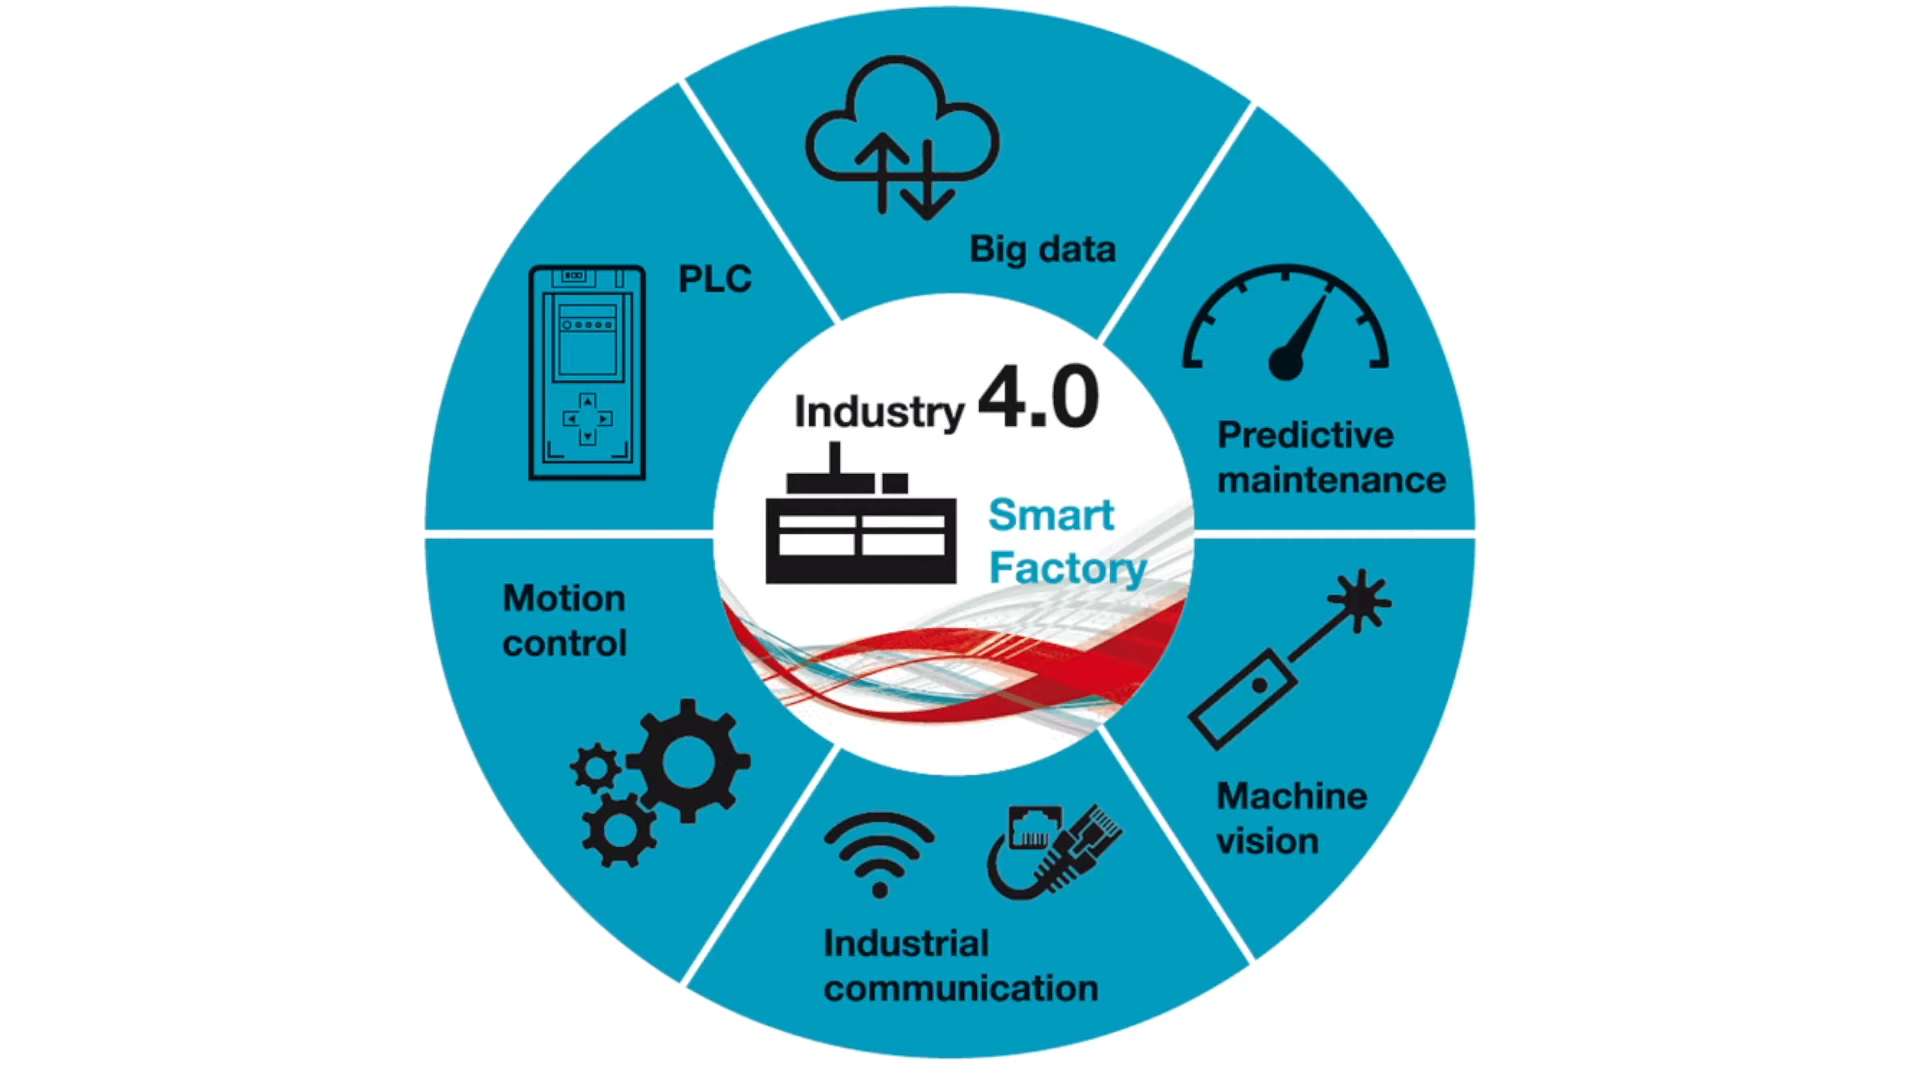 Big data
PLC
Predictive
maintenance
Industry 4.0
Smart
Factory
Motion
control
Machine
vision
Industrial
communication